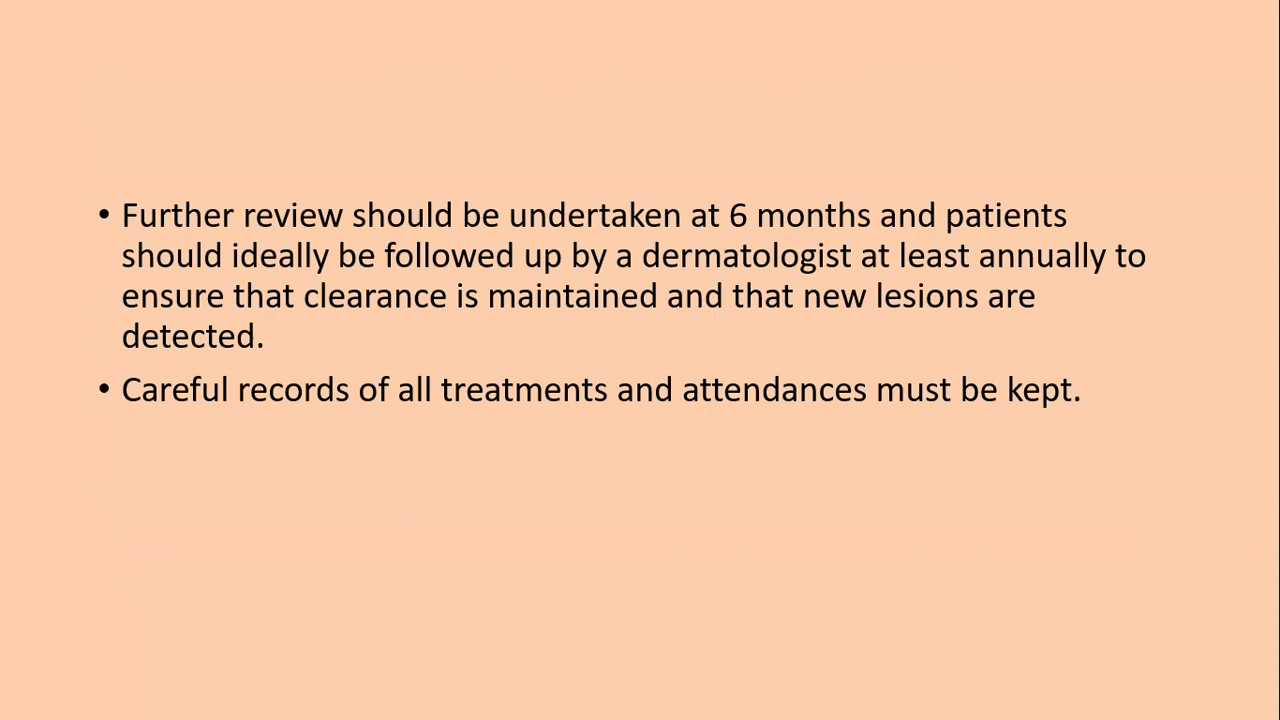 • Further review should be undertaken at 6 months and patients
should ideally be followed up by a dermatologist at least annually to
ensure that clearance is maintained and that new lesions are
detected.
• Careful records of all treatments and attendances must be kept.